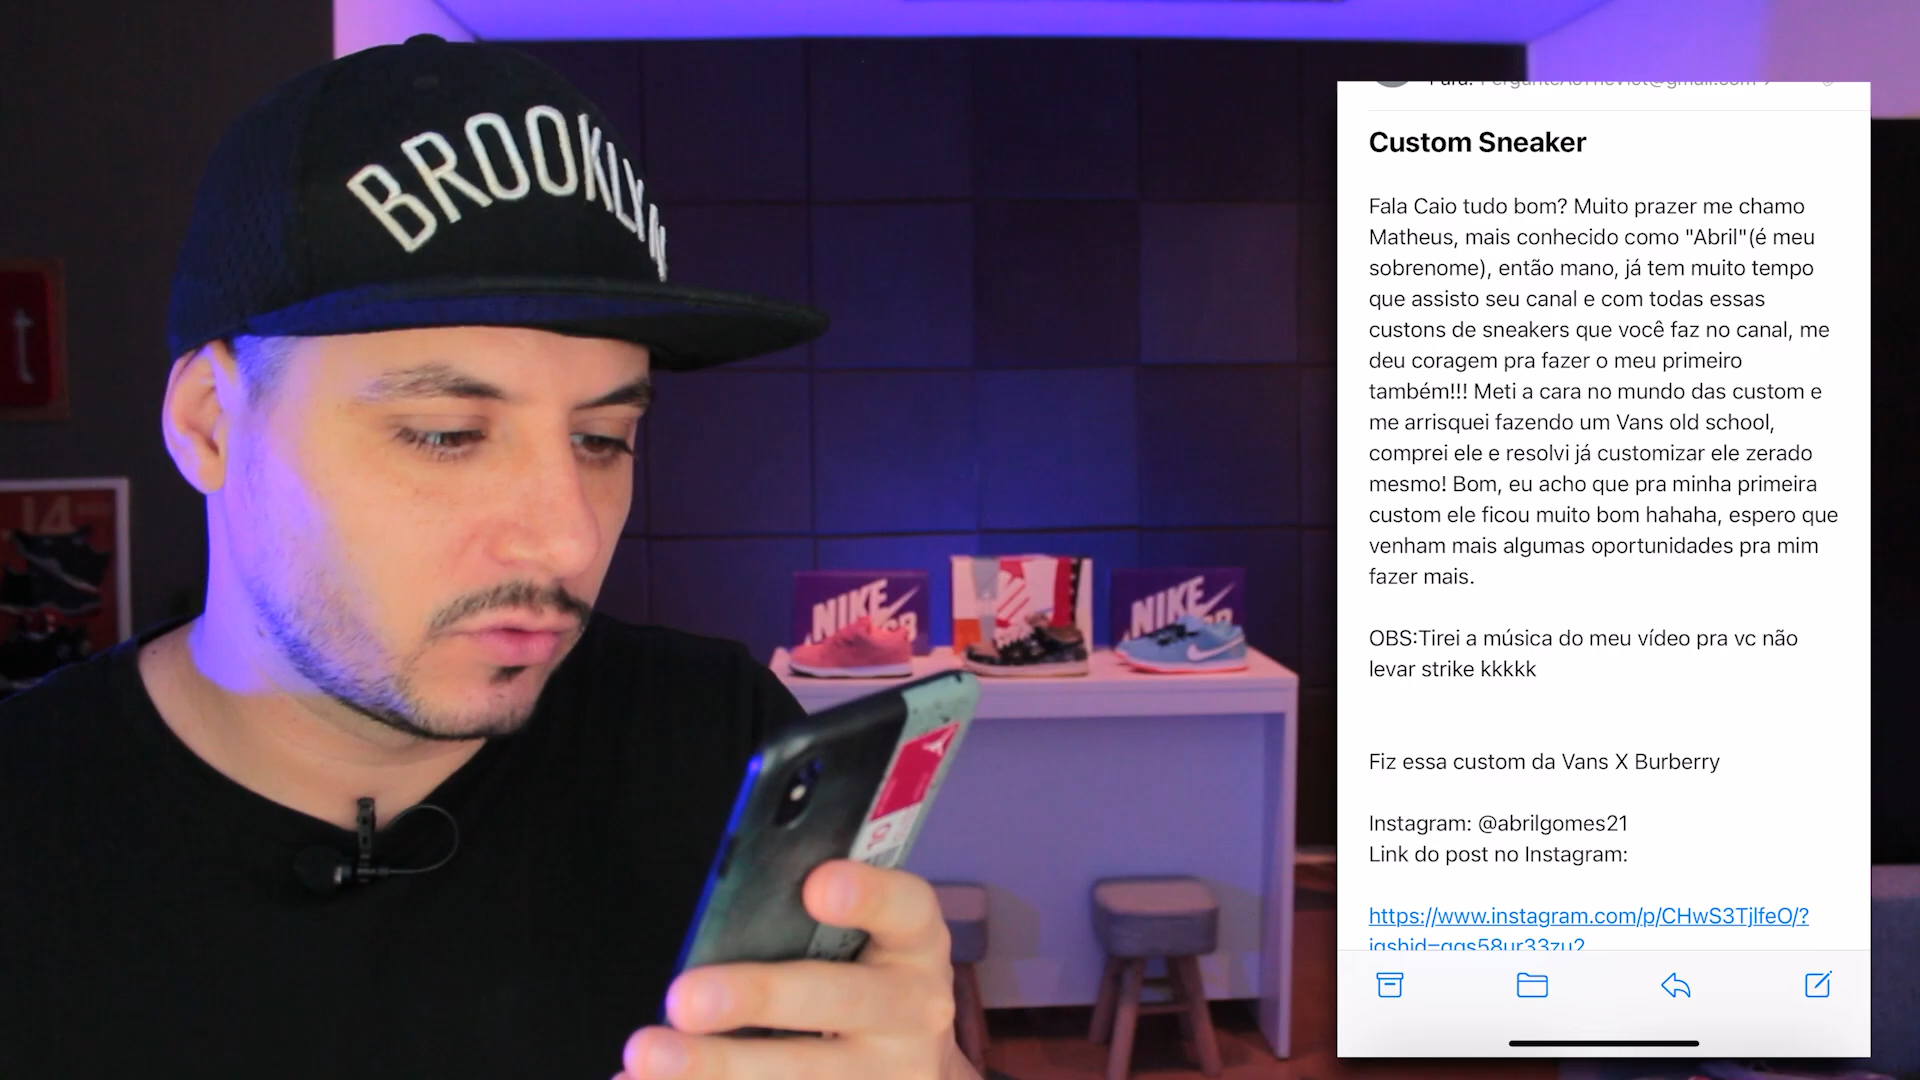 BROOKLYN
t
14
NIKE
NIKE
Custom Sneaker
Fala Caio tudo bom? Muito prazer me chamo
Matheus, mais conhecido como "Abril"(é meu
sobrenome), então mano, já tem muito tempo
que assisto seu canal e com todas essas
custons de sneakers que você faz no canal, me
deu coragem pra fazer o meu primeiro
também!!! Meti a cara no mundo das custom e
me arrisquei fazendo um Vans old school,
comprei ele e resolvi já customizar ele zerado
mesmo! Bom, eu acho que pra minha primeira
custom ele ficou muito bom hahaha, espero que
venham mais algumas oportunidades pra mim
fazer mais.
OBS:Tirei a música do meu vídeo pra vc não
levar strike kkkkk
Fiz essa custom da Vans X Burberry
Instagram: @abrilgomes21
Link do post no Instagram:
https://www.instagram.com/p/CHwS3TjlfeO/?
igshid=gqs58ur33zu2